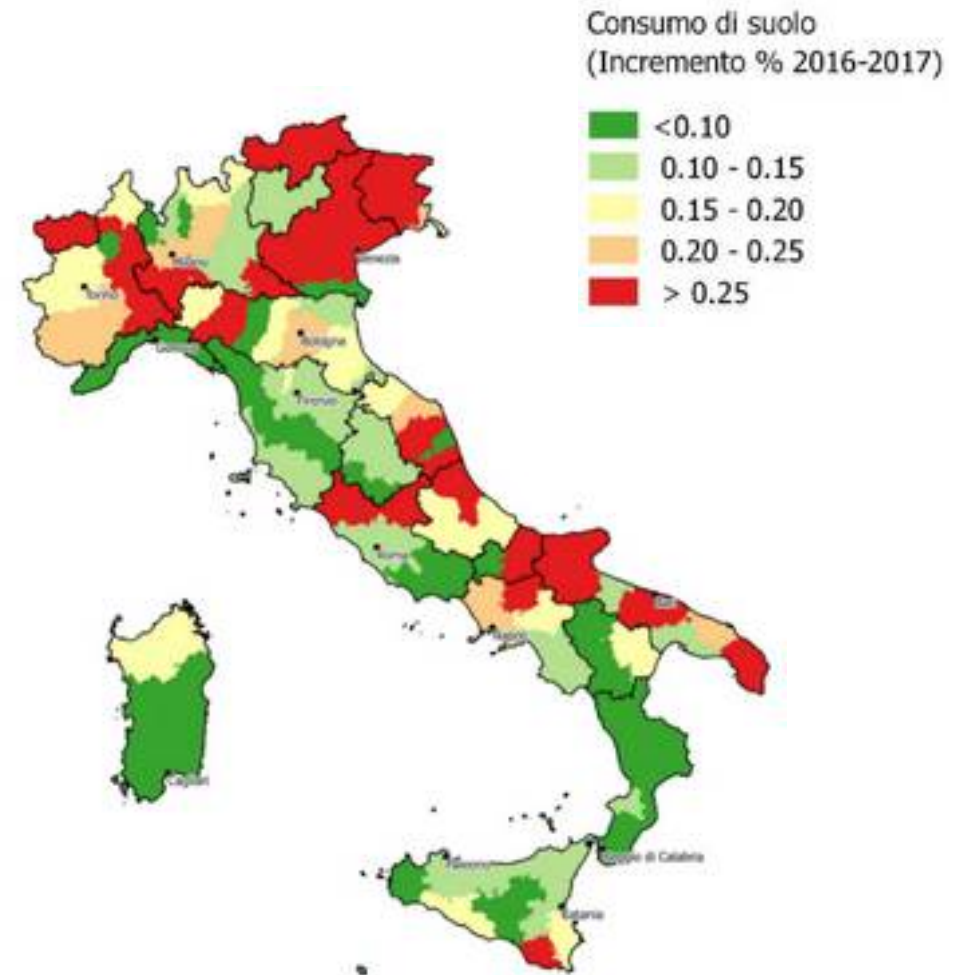 Consumo di suolo
(Incremento % 2016-2017)
<0.10
0.10 - 0.15
0.15 - 0.20
0.20 - 0.25
> 0.25
Milano
Venezia
Torino
Bologna
Genova
Firenze
Roma
Bari
Napoli
Cagliari
Reggio di Calabria
Palermo
Catania